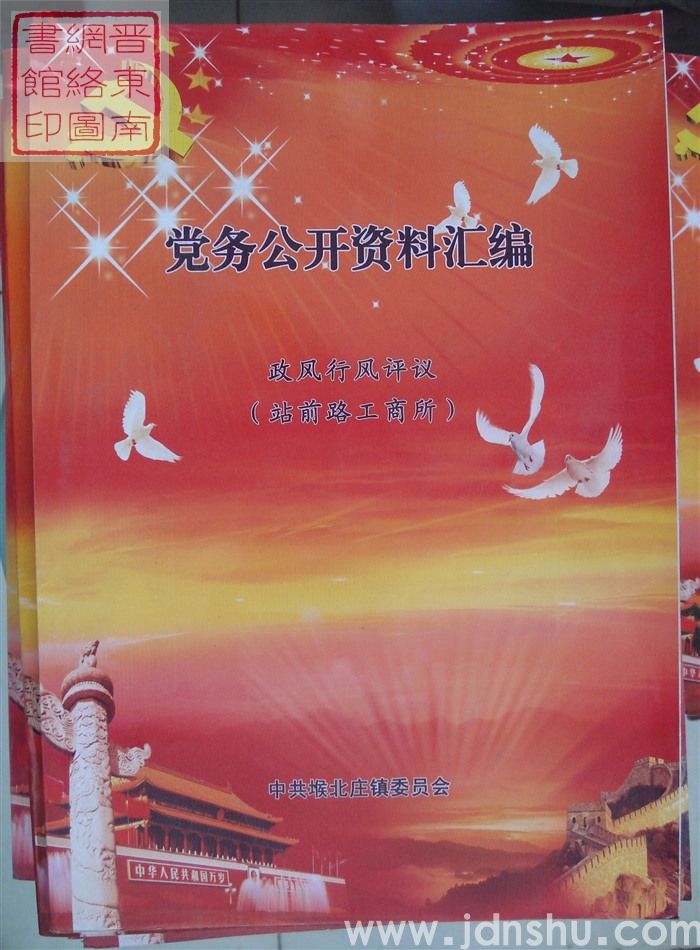 晋東南
網絡圖
書館印
党务公开资料汇编
政风行风评议
（站前路工商所）
中共堠北庄镇委员会
中华人民共和国万岁
www.jdnshu.com